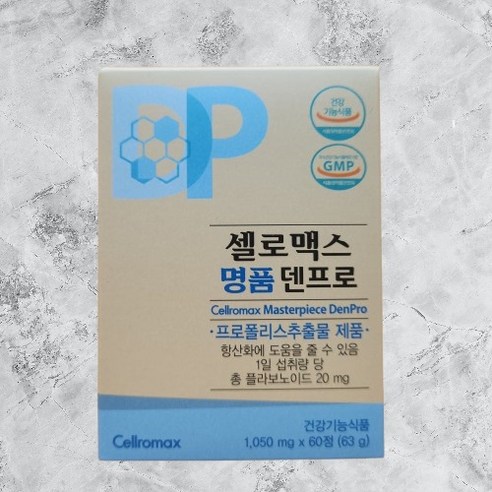 DP
건강
기능식품
GMP
셀로맥스
명품 덴프로
Cellromax Masterpiece DenPro
·프로폴리스추출물 제품·
항산화에 도움을 줄 수 있음
1일 섭취량 당
총 플라보노이드 20 mg
건강기능식품
Cellromax
1,050 mg x 60정 (63 g)